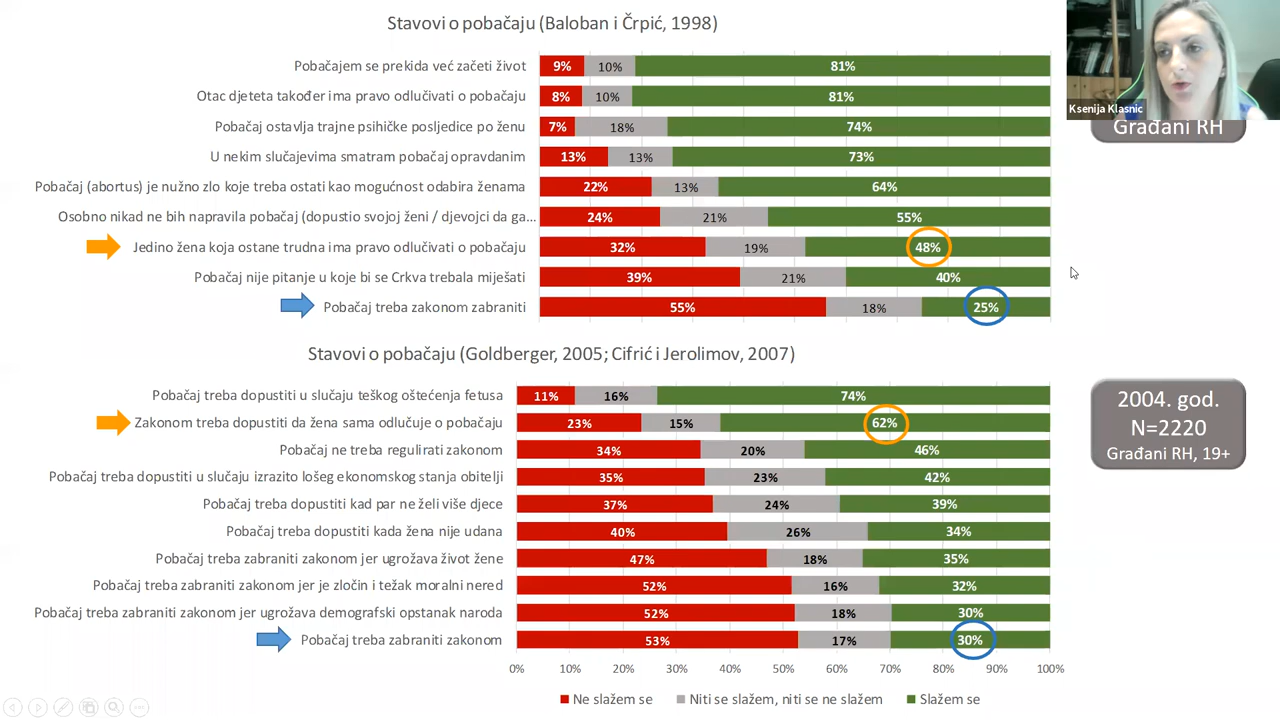 Stavovi o pobačaju (Baloban i Črpić, 1998)
Pobačajem se prekida već začeti život 9% 10% 81%
Otac djeteta također ima pravo odlučivati o pobačaju 8% 10% 81%
Pobačaj ostavlja trajne psihičke posljedice po ženu 7% 18% 74%
U nekim slučajevima smatram pobačaj opravdanim 13% 13% 73%
Pobačaj (abortus) je nužno zlo koje treba ostati kao mogućnost odabira ženama 22% 13% 64%
Osobno nikad ne bih napravila pobačaj (dopustio svojoj ženi / djevojci da ga... 24% 21% 55%
Jedino žena koja ostane trudna ima pravo odlučivati o pobačaju 32% 19% 48%
Pobačaj nije pitanje u koje bi se Crkva trebala miješati 39% 21% 40%
Pobačaj treba zakonom zabraniti 55% 18% 25%
Ksenija Klasnic
Građani RH
Stavovi o pobačaju (Goldberger, 2005; Cifrić i Jerolimov, 2007)
Pobačaj treba dopustiti u slučaju teškog oštećenja fetusa 11% 16% 74%
Zakonom treba dopustiti da žena sama odlučuje o pobačaju 23% 15% 62%
Pobačaj ne treba regulirati zakonom 34% 20% 46%
Pobačaj treba dopustiti u slučaju izrazito lošeg ekonomskog stanja obitelji 35% 23% 42%
Pobačaj treba dopustiti kad par ne želi više djece 37% 24% 39%
Pobačaj treba dopustiti kada žena nije udana 40% 26% 34%
Pobačaj treba zabraniti zakonom jer ugrožava život žene 47% 18% 35%
Pobačaj treba zabraniti zakonom jer je zločin i težak moralni nered 52% 16% 32%
Pobačaj treba zabraniti zakonom jer ugrožava demografski opstanak naroda 52% 18% 30%
Pobačaj treba zabraniti zakonom 53% 17% 30%
0% 10% 20% 30% 40% 50% 60% 70% 80% 90% 100%
Ne slažem se Niti se slažem, niti se ne slažem Slažem se
2004. god.
N=2220
Građani RH, 19+